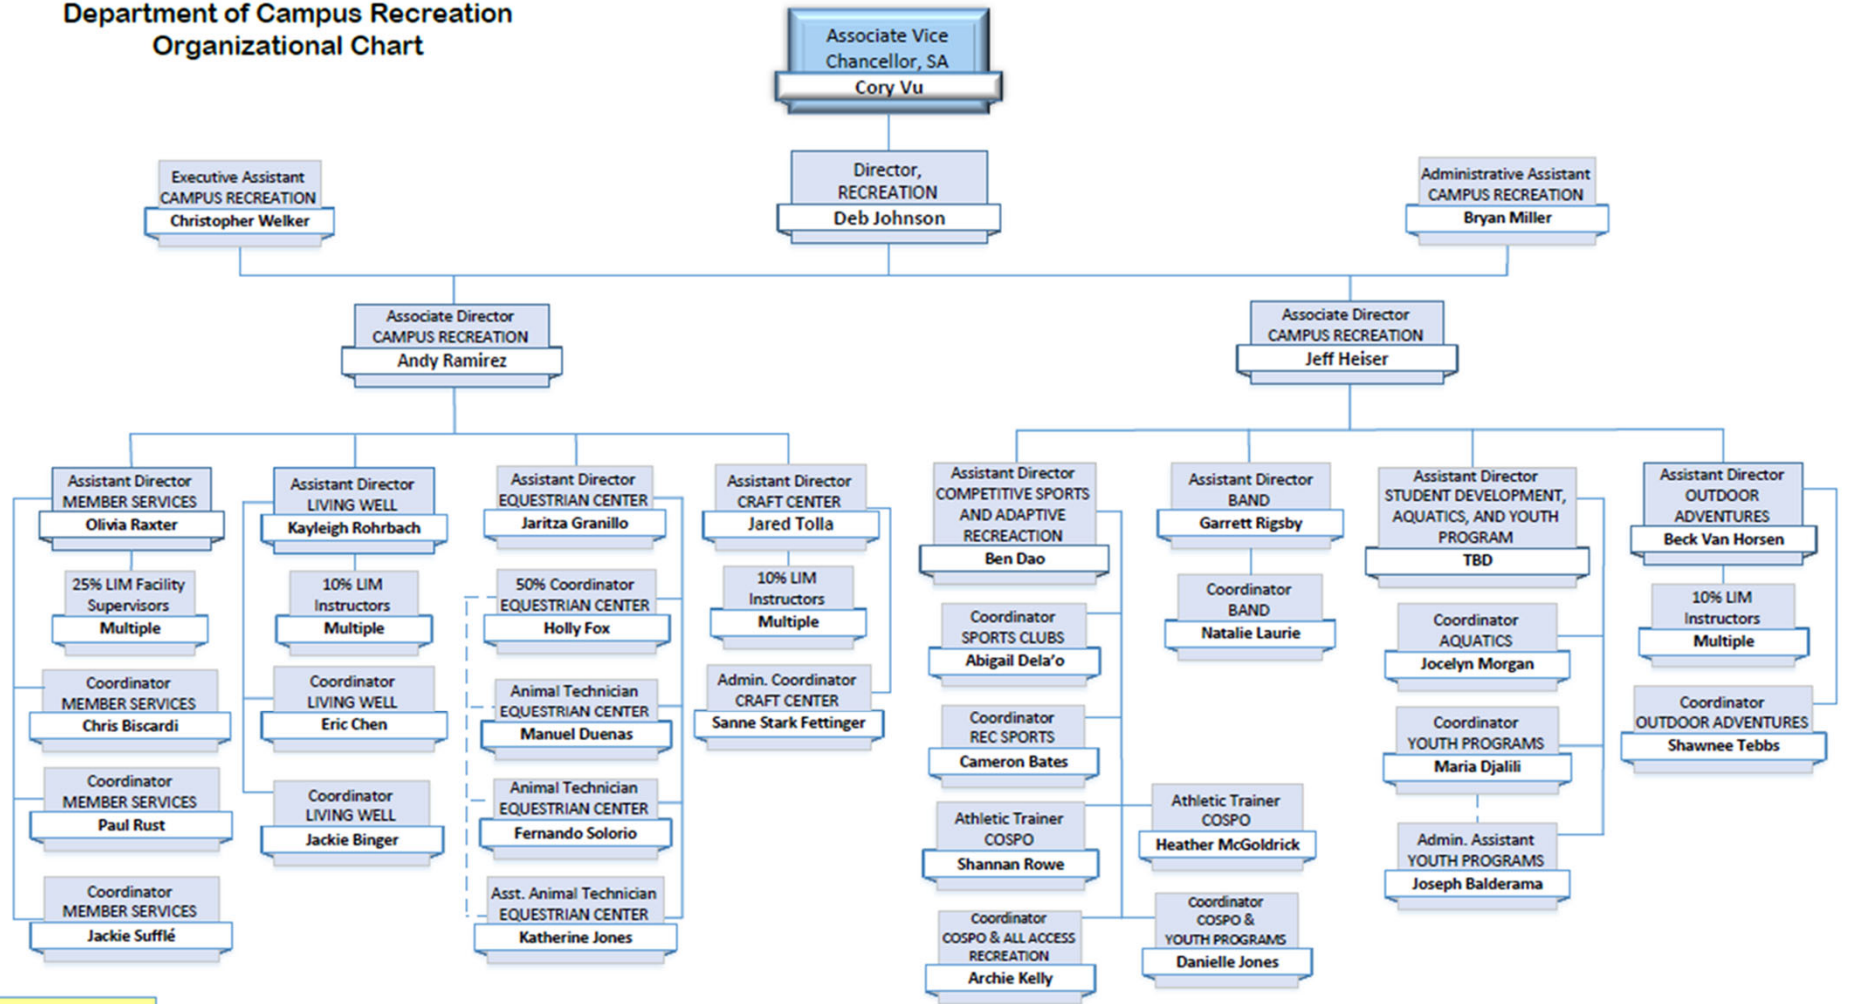 Department of Campus Recreation
Organizational Chart
Associate Vice
Chancellor, SA
Cory Vu
Director,
RECREATION
Deb Johnson
Executive Assistant
CAMPUS RECREATION
Christopher Welker
Administrative Assistant
CAMPUS RECREATION
Bryan Miller
Associate Director
CAMPUS RECREATION
Andy Ramirez
Associate Director
CAMPUS RECREATION
Jeff Heiser
Assistant Director
MEMBER SERVICES
Olivia Raxter
25% LIM Facility
Supervisors
Multiple
Coordinator
MEMBER SERVICES
Chris Biscardi
Coordinator
MEMBER SERVICES
Paul Rust
Coordinator
MEMBER SERVICES
Jackie Sufflé
Assistant Director
LIVING WELL
Kayleigh Rohrbach
10% LIM
Instructors
Multiple
Coordinator
LIVING WELL
Eric Chen
Coordinator
LIVING WELL
Jackie Binger
Assistant Director
EQUESTRIAN CENTER
Jaritza Granillo
50% Coordinator
EQUESTRIAN CENTER
Holly Fox
Animal Technician
EQUESTRIAN CENTER
Manuel Duenas
Animal Technician
EQUESTRIAN CENTER
Fernando Solorio
Asst. Animal Technician
EQUESTRIAN CENTER
Katherine Jones
Assistant Director
CRAFT CENTER
Jared Tolla
10% LIM
Instructors
Multiple
Admin. Coordinator
CRAFT CENTER
Sanne Stark Fettinger
Assistant Director
COMPETITIVE SPORTS
AND ADAPTIVE
RECREACTION
Ben Dao
Coordinator
SPORTS CLUBS
Abigail Dela’o
Coordinator
REC SPORTS
Cameron Bates
Athletic Trainer
COSPO
Shannan Rowe
Athletic Trainer
COSPO
Heather McGoldrick
Coordinator
COSPO & ALL ACCESS
RECREATION
Archie Kelly
Coordinator
COSPO &
YOUTH PROGRAMS
Danielle Jones
Assistant Director
BAND
Garrett Rigsby
Coordinator
BAND
Natalie Laurie
Assistant Director
STUDENT DEVELOPMENT,
AQUATICS, AND YOUTH
PROGRAM
TBD
Coordinator
AQUATICS
Jocelyn Morgan
Coordinator
YOUTH PROGRAMS
Maria Djalili
Admin. Assistant
YOUTH PROGRAMS
Joseph Balderama
Assistant Director
OUTDOOR
ADVENTURES
Beck Van Horsen
10% LIM
Instructors
Multiple
Coordinator
OUTDOOR ADVENTURES
Shawnee Tebbs